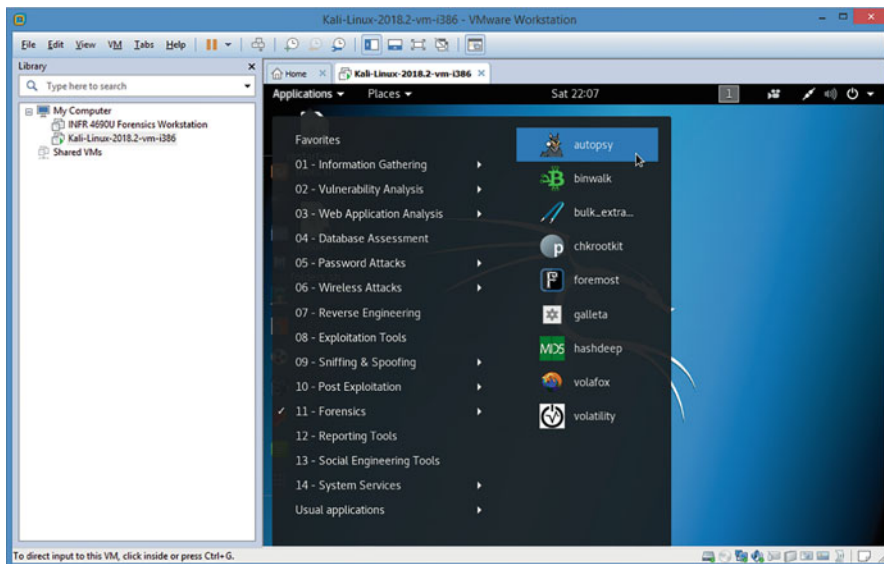 Kali-Linux-2018.2-vm-i386 - VMware Workstation
File Edit View VM Tabs Help
Library
Type here to search
My Computer
INFR 4690U Forensics Workstation
Kali-Linux-2018.2-vm-i386
Shared VMs
Home
Kali-Linux-2018.2-vm-i386
Applications Places Sat 22:07 1
Favorites
01 - Information Gathering
02 - Vulnerability Analysis
03 - Web Application Analysis
04 - Database Assessment
05 - Password Attacks
06 - Wireless Attacks
07 - Reverse Engineering
08 - Exploitation Tools
09 - Sniffing & Spoofing
10 - Post Exploitation
11 - Forensics
12 - Reporting Tools
13 - Social Engineering Tools
14 - System Services
Usual applications
autopsy
binwalk
bulk_extra...
p chkrootkit
F foremost
galleta
MD5 hashdeep
volafox
volatility
To direct input to this VM, click inside or press Ctrl+G.